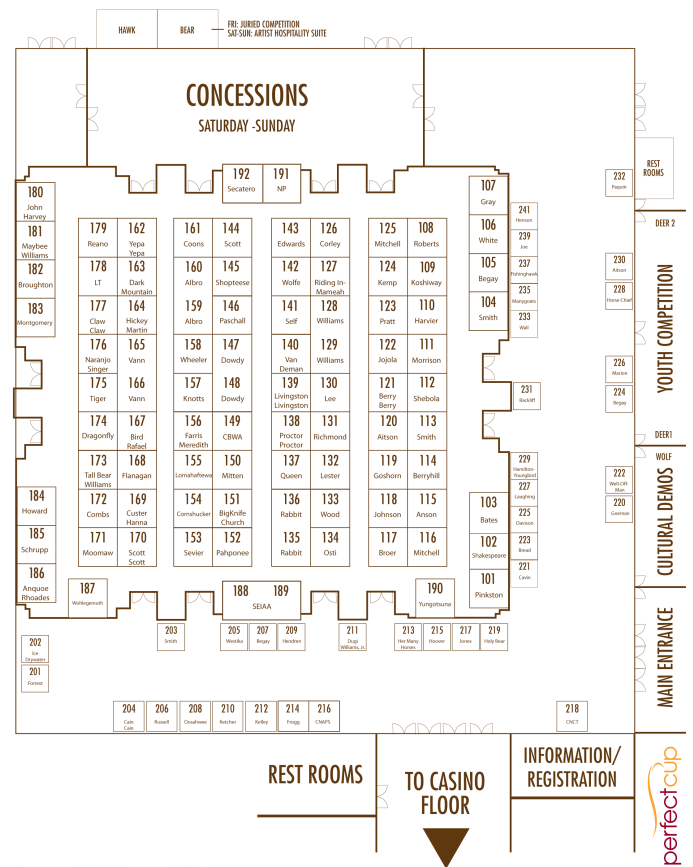 HAWK
BEAR
FRI: JURIED COMPETITION
SAT-SUN: ARTIST HOSPITALITY SUITE
CONCESSIONS
SATURDAY -SUNDAY
REST
ROOMS
192
Secatero
191
NP
180
John
Harvey
181
Maybee
Williams
182
Broughton
183
Montgomery
179
Reano
178
LT
177
Claw
Claw
176
Naranjo
Singer
175
Tiger
174
Dragonfly
173
Tall Bear
Williams
172
Combs
171
Moomaw
162
Yepa
Yepa
163
Dark
Mountain
164
Hickey
Martin
165
Vann
166
Vann
167
Bird
Rafael
168
Flanagan
169
Custer
Hanna
170
Scott
Scott
161
Coons
160
Albro
159
Albro
158
Wheeler
157
Knotts
156
Farris
Meredith
155
Lomahaftewa
154
Cornshucker
153
Sevier
144
Scott
145
Shopteese
146
Paschall
147
Dowdy
148
Dowdy
149
CBWA
150
Mitten
151
BigKnife
Church
152
Pahponee
143
Edwards
142
Wolfe
141
Self
140
Van
Deman
139
Livingston
Livingston
138
Proctor
Proctor
137
Queen
136
Rabbit
135
Rabbit
126
Corley
127
Riding In-
Mameah
128
Williams
129
Williams
130
Lee
131
Richmond
132
Lester
133
Wood
134
Osti
125
Mitchell
124
Kemp
123
Pratt
122
Jojola
121
Berry
Berry
120
Aitson
119
Goshorn
118
Johnson
117
Broer
108
Roberts
109
Koshiway
110
Harvier
111
Morrison
112
Shebola
113
Smith
114
Berryhill
115
Anson
116
Mitchell
107
Gray
106
White
105
Begay
104
Smith
241
Henson
239
Joe
237
Fishinghawk
235
Manygoats
233
Wall
231
Rackliff
229
Hamilton-
Youngbird
227
Laughing
225
Davison
223
Bread
221
Cavin
103
Bates
102
Shakespeare
101
Pinkston
232
Paquin
230
Aitson
228
Horse Chief
226
Marion
224
Begay
222
Well-Off-
Man
220
Goeman
DEER 2
YOUTH COMPETITION
DEER1
WOLF
CULTURAL DEMOS
MAIN ENTRANCE
184
Howard
185
Schrupp
186
Anquoe
Rhoades
187
Wohlegemuth
188 189
SEIAA
190
Yungotsuna
202
Ice
Drywater
201
Forrest
203
Smith
205
Westika
207
Begay
209
Hendren
211
Dugi
Williams, Jr.
213
Her Many
Horses
215
Hoover
217
Jones
219
Holy Bear
204
Cain
Cain
206
Russell
208
Oosahwee
210
Ketcher
212
Kelley
214
Frogg
216
CNAPS
218
CNCT
REST ROOMS
TO CASINO
FLOOR
INFORMATION/
REGISTRATION
perfect cup